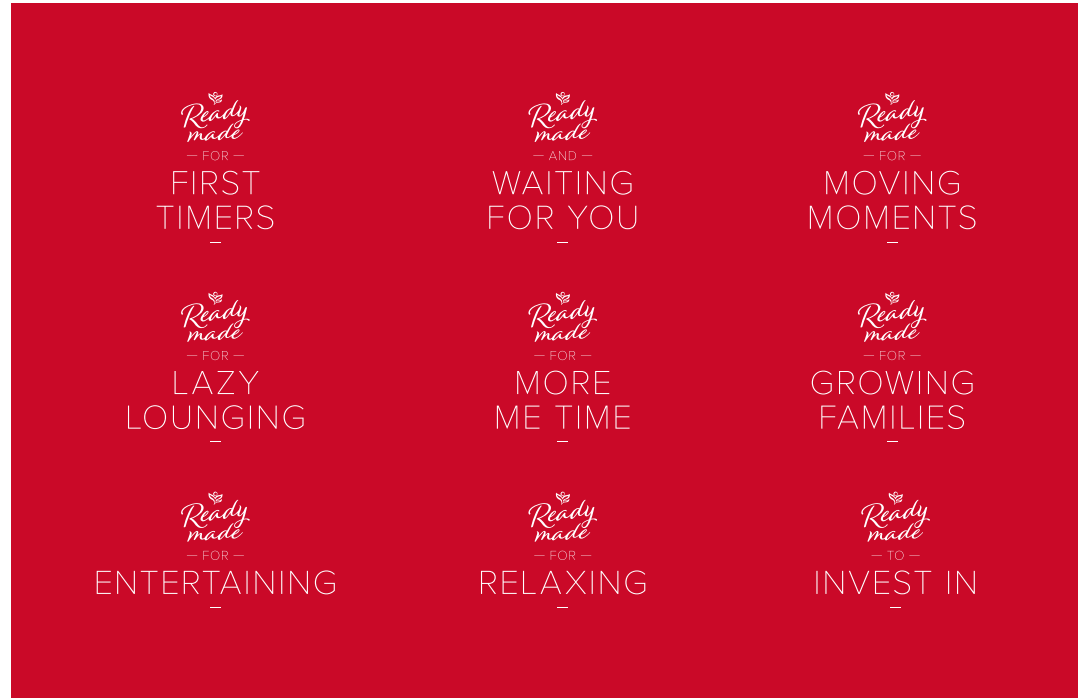 Ready
made
— FOR —
FIRST
TIMERS
Ready
made
— AND —
WAITING
FOR YOU
Ready
made
— FOR —
MOVING
MOMENTS
Ready
made
— FOR —
LAZY
LOUNGING
Ready
made
— FOR —
MORE
ME TIME
Ready
made
— FOR —
GROWING
FAMILIES
Ready
made
— FOR —
ENTERTAINING
Ready
made
— FOR —
RELAXING
Ready
made
— TO —
INVEST IN